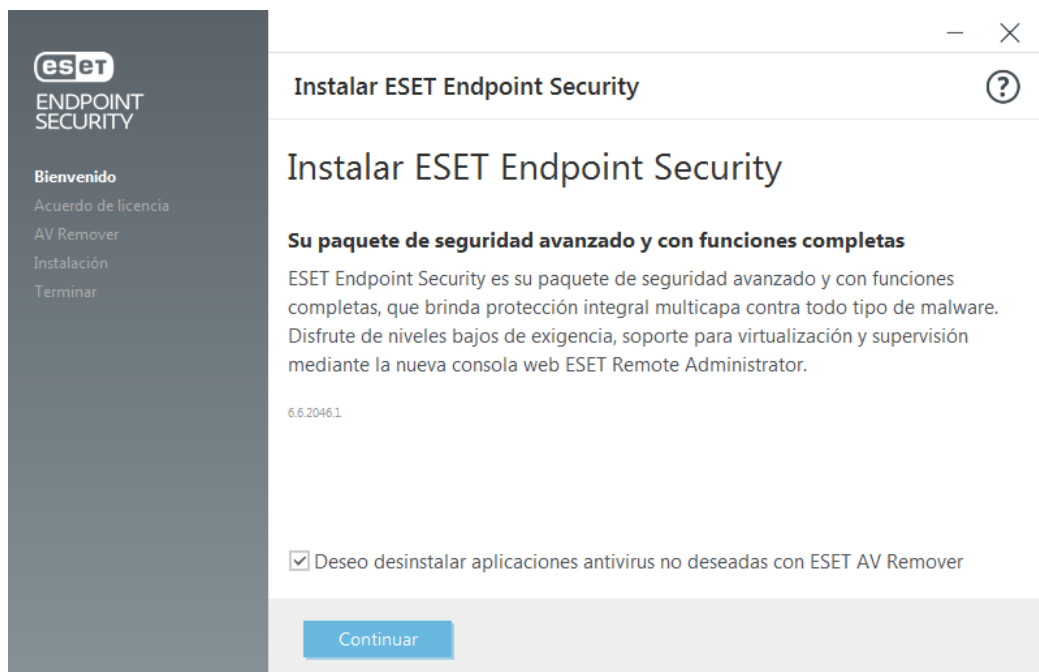 eset
ENDPOINT
SECURITY
Bienvenido
Acuerdo de licencia
AV Remover
Instalación
Terminar
Instalar ESET Endpoint Security
?
Instalar ESET Endpoint Security
Su paquete de seguridad avanzado y con funciones completas
ESET Endpoint Security es su paquete de seguridad avanzado y con funciones
completas, que brinda protección integral multicapa contra todo tipo de malware.
Disfrute de niveles bajos de exigencia, soporte para virtualización y supervisión
mediante la nueva consola web ESET Remote Administrator.
6.6.2046.1
Deseo desinstalar aplicaciones antivirus no deseadas con ESET AV Remover
Continuar